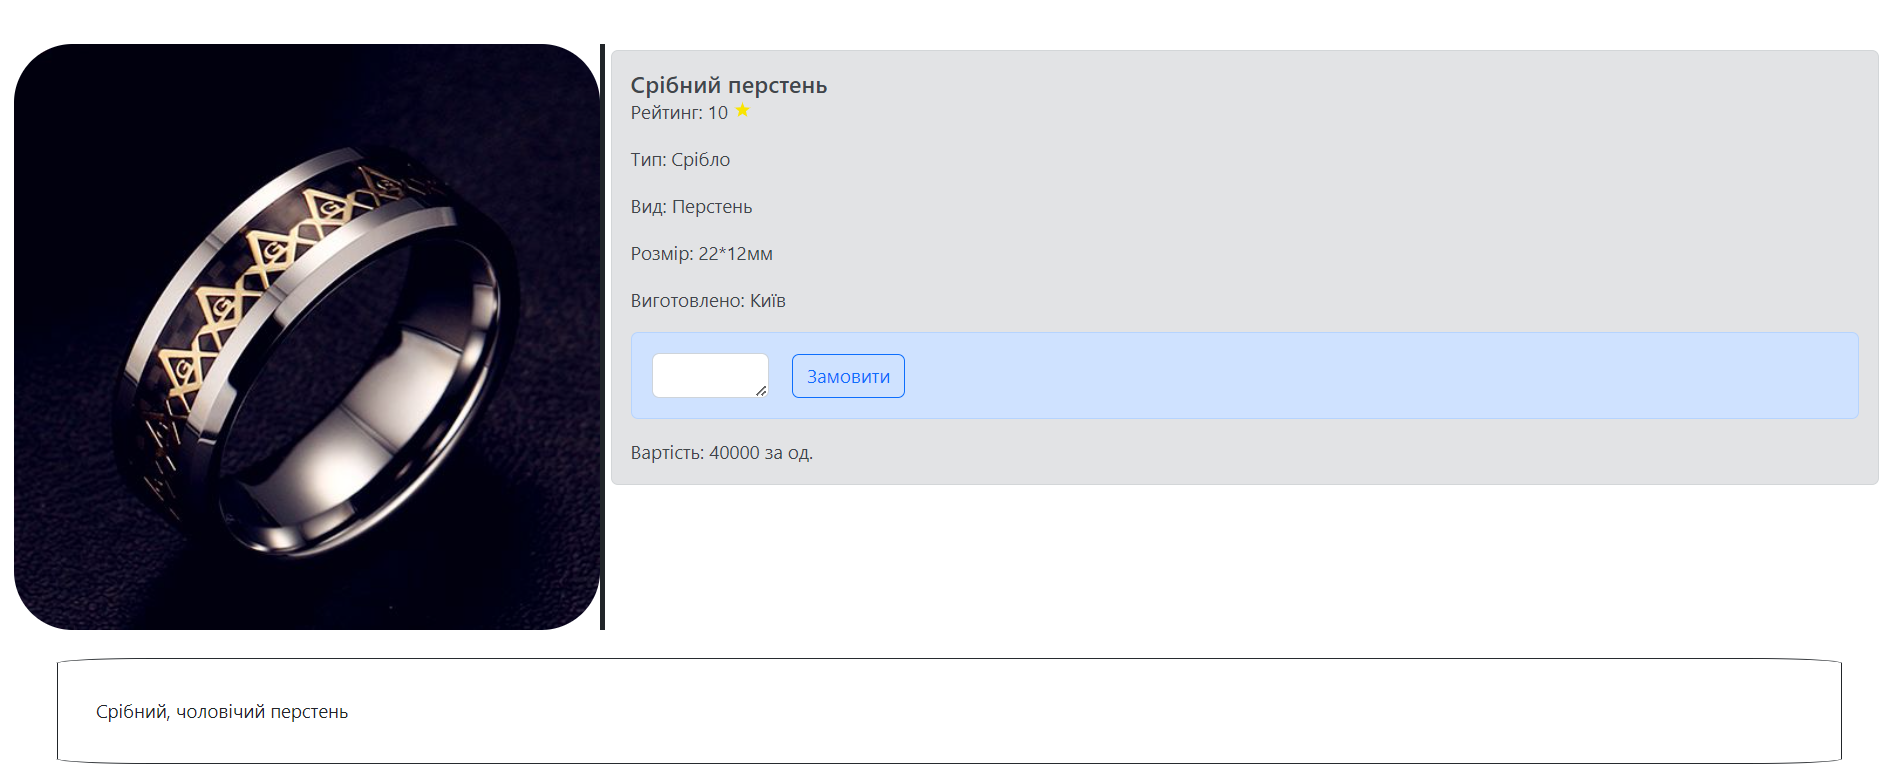 Срібний перстень
Рейтинг: 10 ★
Тип: Срібло
Вид: Перстень
Розмір: 22*12мм
Виготовлено: Київ
Замовити
Вартість: 40000 за од.
Срібний, чоловічий перстень
G
G
G
G